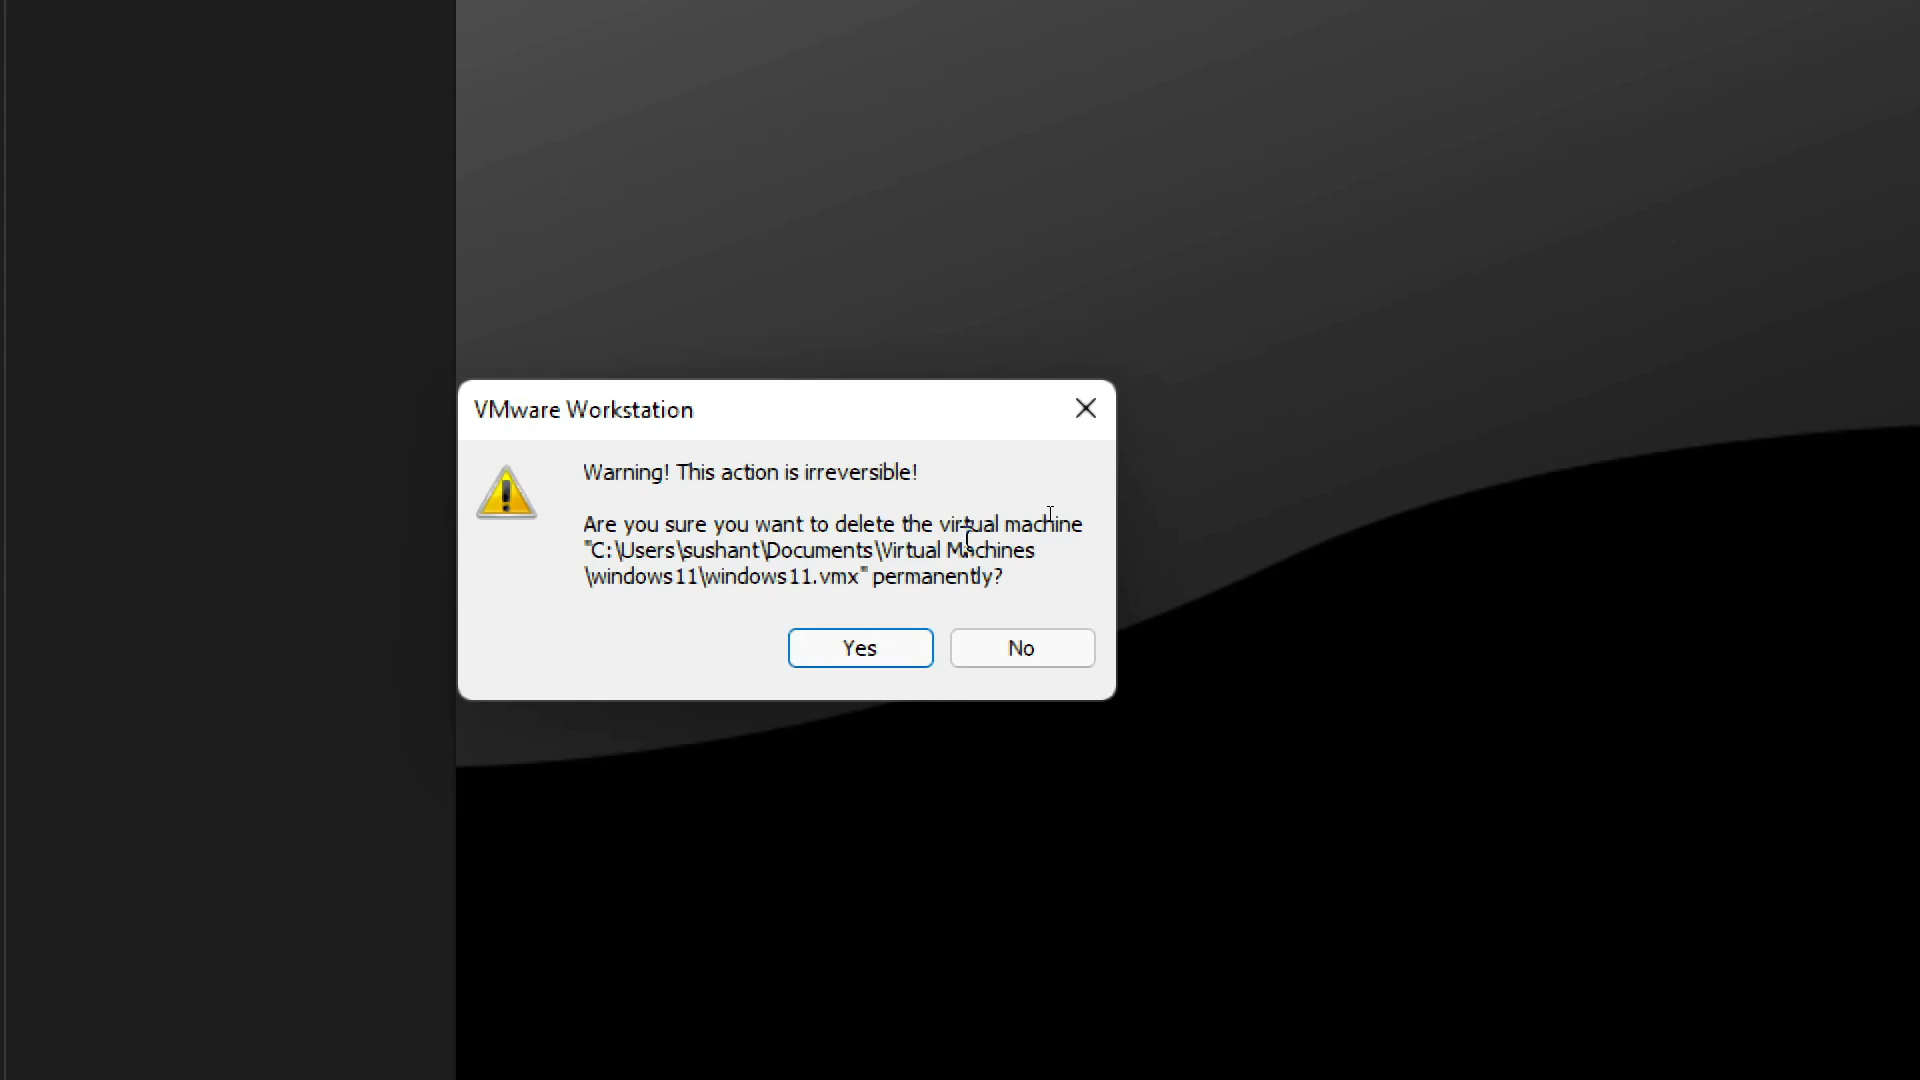 VMware Workstation
Warning! This action is irreversible!
Are you sure you want to delete the virtual machine
"C:\Users\sushant\Documents\Virtual Machines
\windows11\windows11.vmx" permanently?
Yes
No